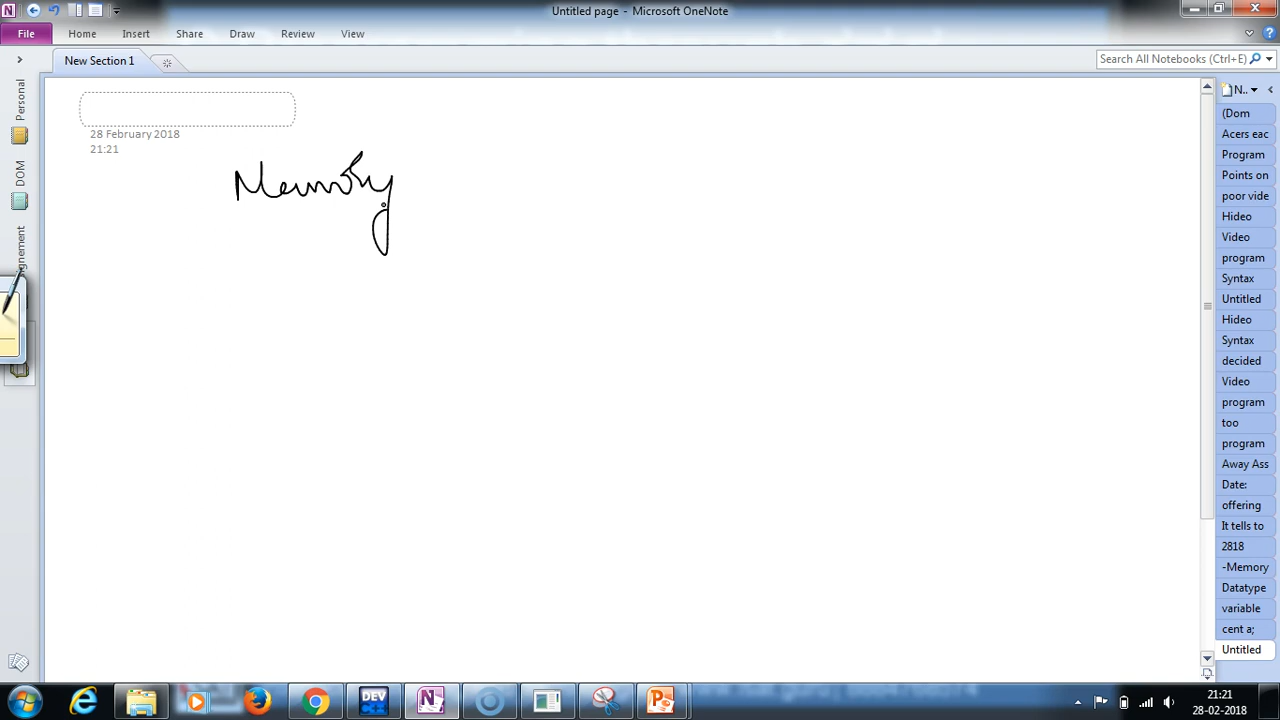 Untitled page - Microsoft OneNote
File Home Insert Share Draw Review View
New Section 1
Search All Notebooks (Ctrl+E)
N..
28 February 2018
21:21
Memory
Personal
DOM
ignement
(Dom
Acers eac
Program
Points on
poor vide
Hideo
Video
program
Syntax
Untitled
Hideo
Syntax
decided
Video
program
too
program
Away Ass
Date:
offering
It tells to
2818
-Memory
Datatype
variable
cent a;
Untitled
DEV
21:21
28-02-2018